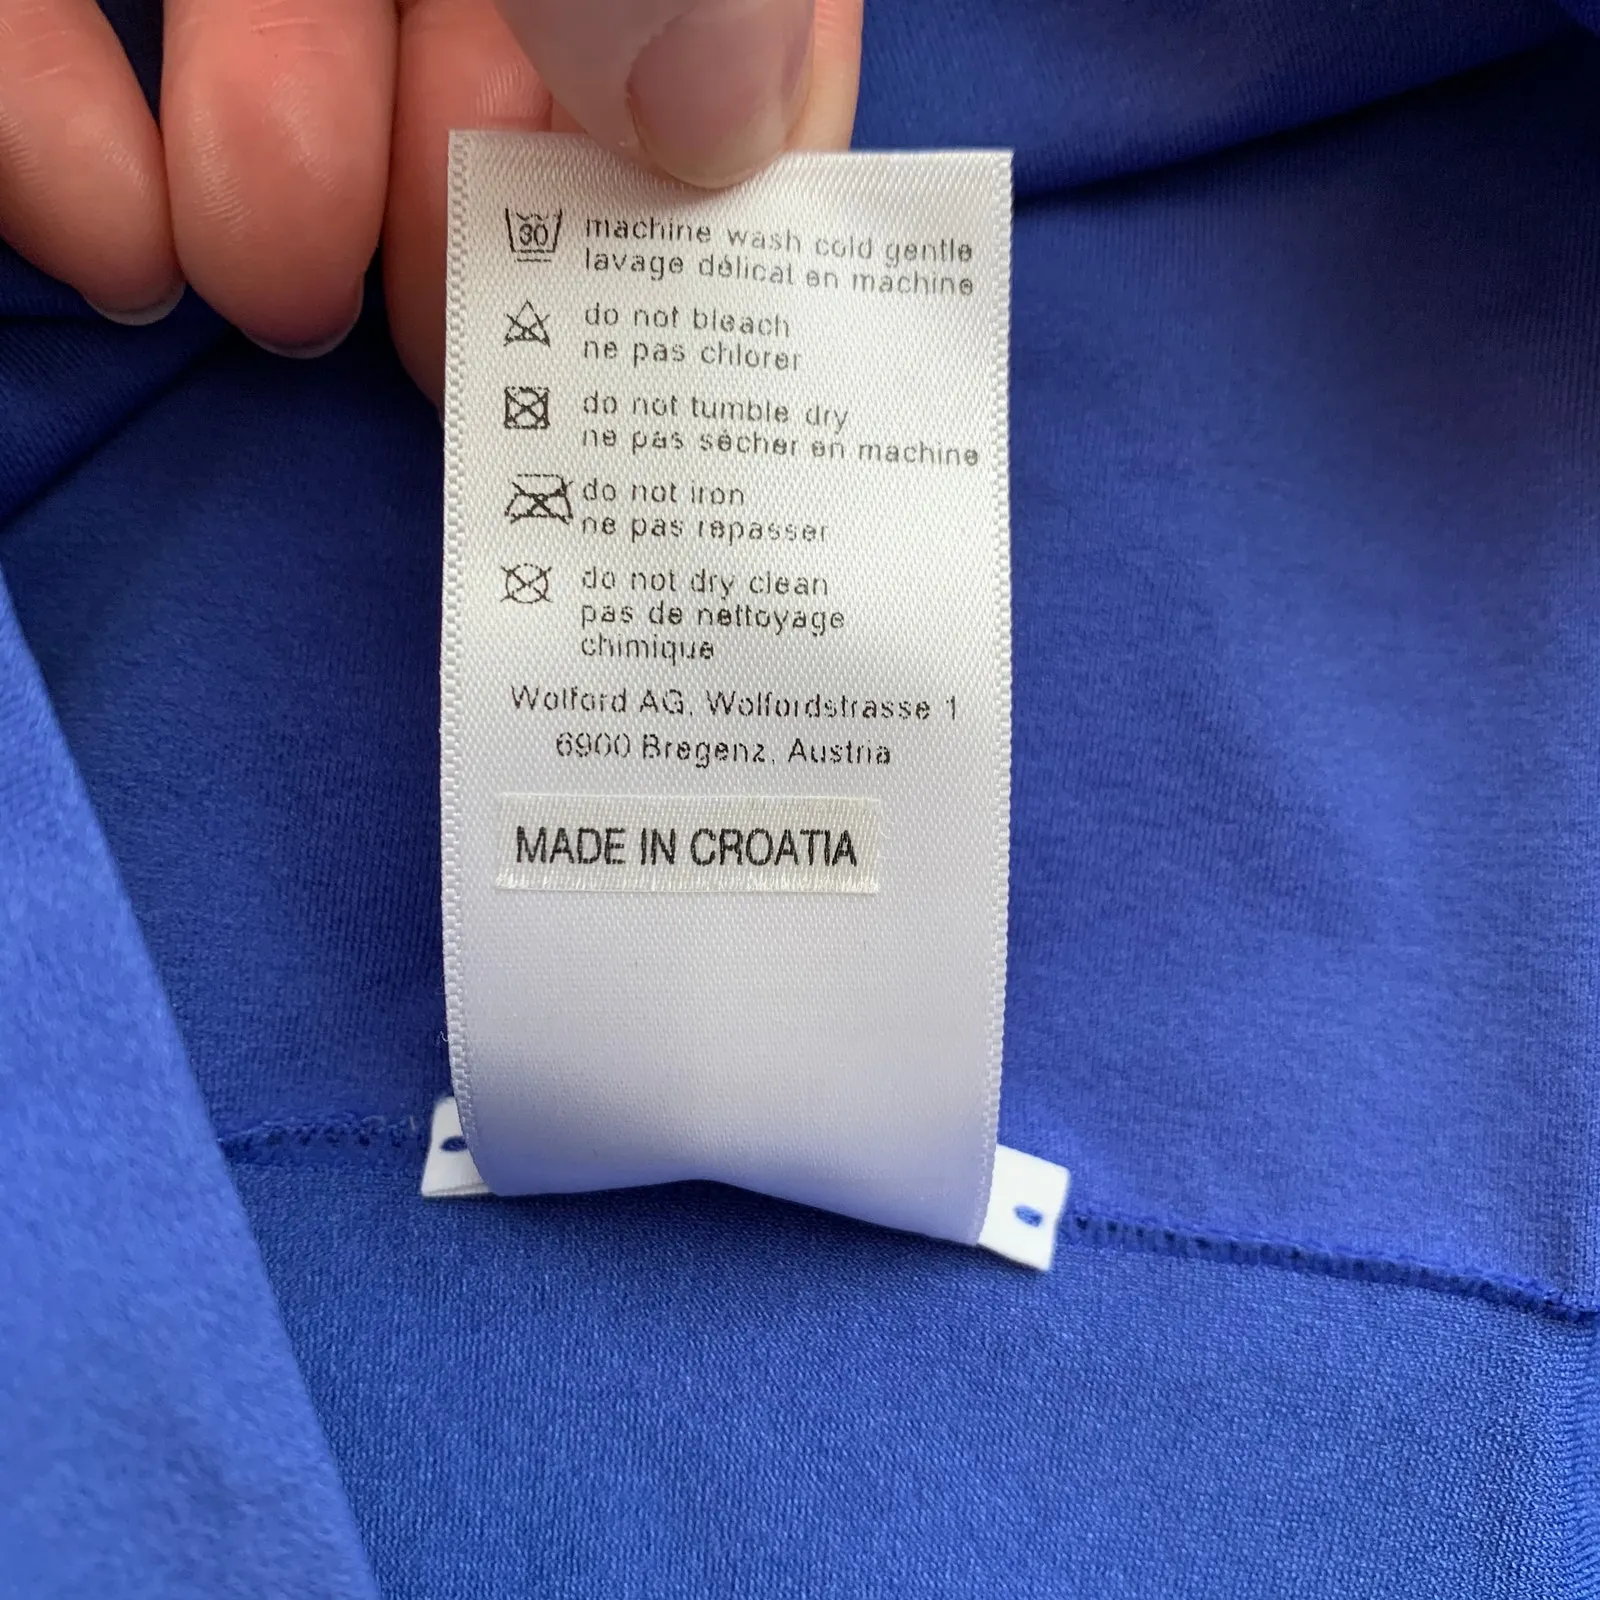 30 machine wash cold gentle
lavage délicat en machine
do not bleach
ne pas chlorer
do not tumble dry
ne pas sécher en machine
do not iron
ne pas repasser
do not dry clean
pas de nettoyage
chimique
Wolford AG, Wolfordstrasse 1
6900 Bregenz, Austria
MADE IN CROATIA